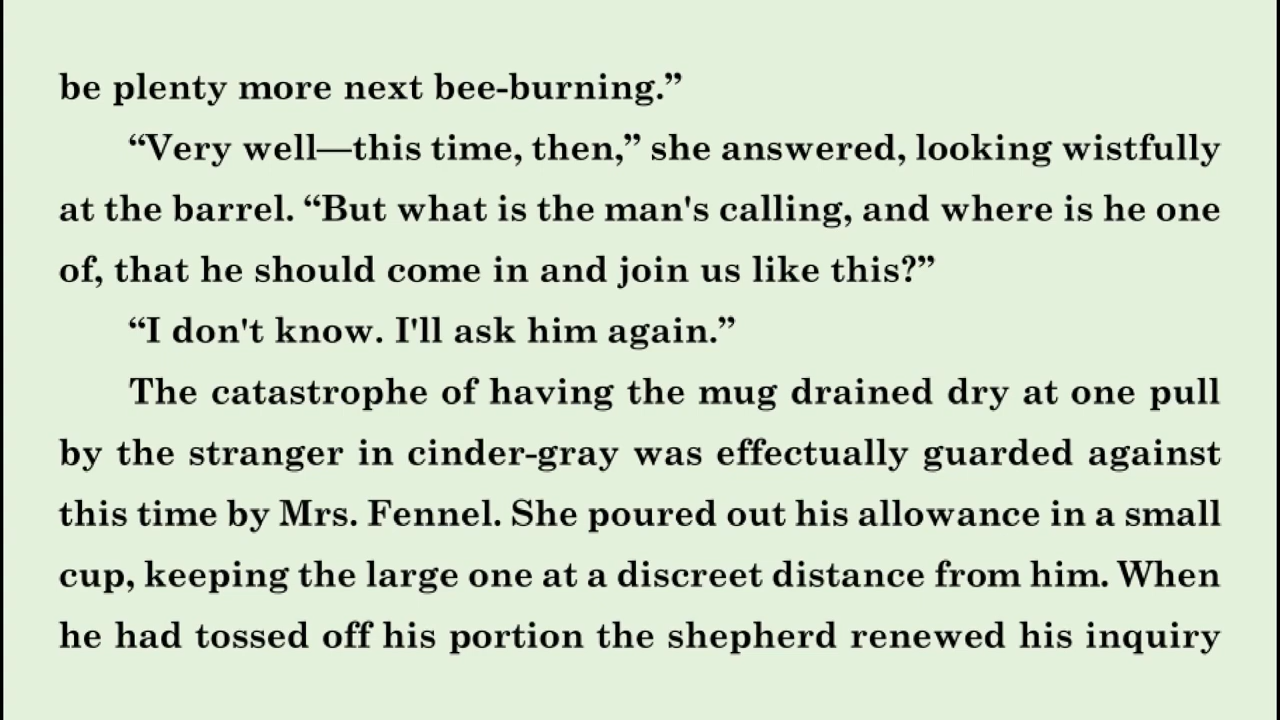 be plenty more next bee-burning.”
“Very well—this time, then,” she answered, looking wistfully
at the barrel. “But what is the man's calling, and where is he one
of, that he should come in and join us like this?”
“I don't know. I'll ask him again.”
The catastrophe of having the mug drained dry at one pull
by the stranger in cinder-gray was effectually guarded against
this time by Mrs. Fennel. She poured out his allowance in a small
cup, keeping the large one at a discreet distance from him. When
he had tossed off his portion the shepherd renewed his inquiry